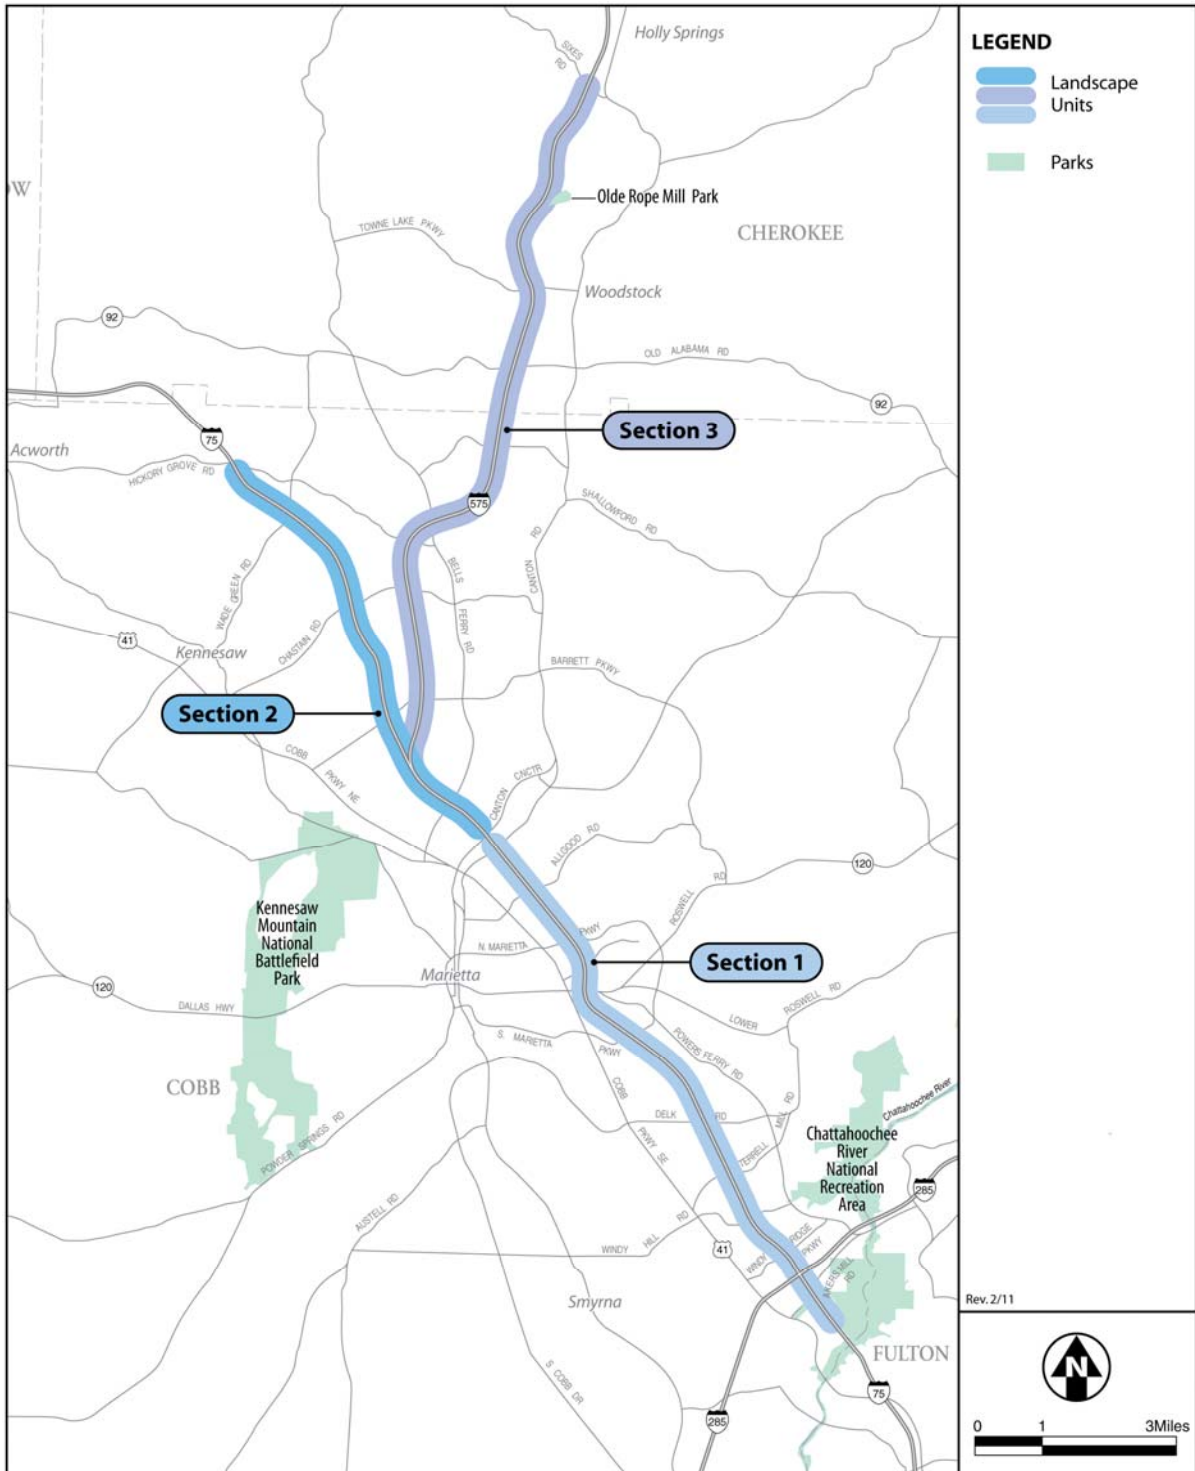 Holly Springs
SIXES
RD
LEGEND
Landscape
Units
Parks
OW
Olde Rope Mill Park
TOWNE LAKE PKWY
CHEROKEE
Woodstock
92
OLD ALABAMA RD
92
Section 3
75
Acworth
HICKORY GROVE RD
575
SHALLOWFORD RD
CANTON RD
BELLS FERRY RD
WADE GREEN RD
CHASTAIN RD
41
Kennesaw
BARRETT PKWY
Section 2
COBB PKWY NE
CANTON CNCTR
ALLGOOD RD
120
ROSWELL RD
Kennesaw
Mountain
National
Battlefield
Park
N. MARIETTA PKWY
Section 1
Marietta
120
DALLAS HWY
LOWER ROSWELL RD
S. MARIETTA PKWY
POWERS FERRY RD
COBB
COBB PKWY SE
DELK RD
TERRELL MILL RD
Chattahoochee River
Chattahoochee
River
National
Recreation
Area
POWDER SPRINGS RD
285
AUSTELL RD
WINDY HILL RD
41
WINDY RIDGE PKWY
AKERS MILL RD
Smyrna
Rev. 2/11
FULTON
S COBB DR
75
285
N
0 1 3Miles